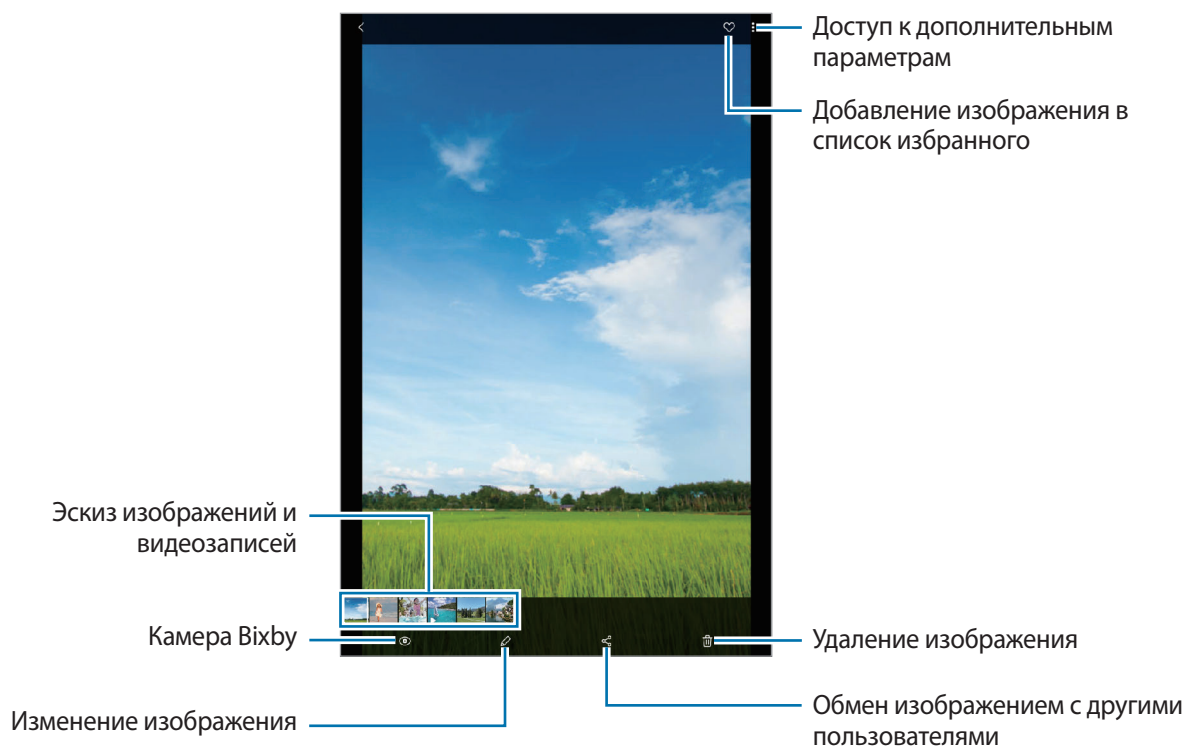 Доступ к дополнительным
параметрам
Добавление изображения в
список избранного
Эскиз изображений и
видеозаписей
Камера Bixby
Удаление изображения
Изменение изображения
Обмен изображением с другими
пользователями